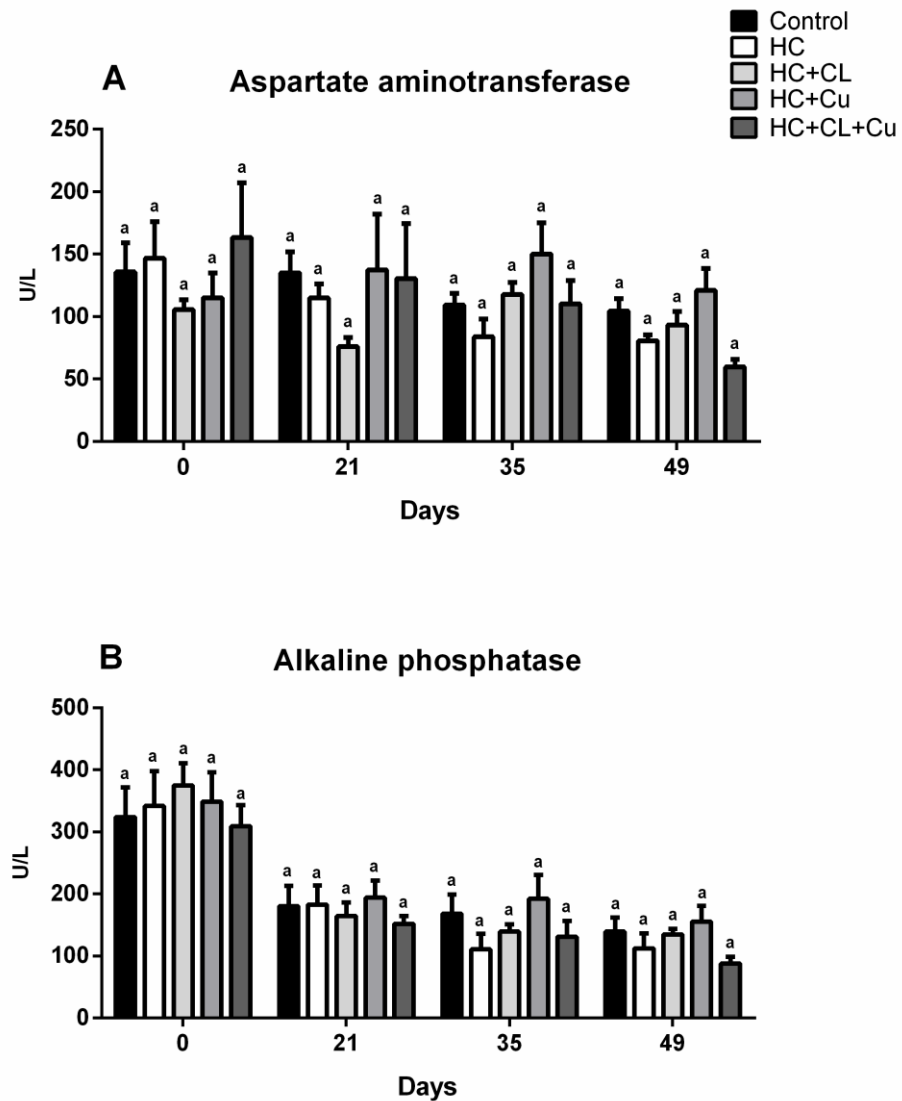 Control
HC
HC+CL
HC+Cu
HC+CL+Cu
A Aspartate aminotransferase
250
200
150
100
50
0
U/L
a a a a a a a a a a a a a a a a a a a a
0 21 35 49
Days
B Alkaline phosphatase
500
400
300
200
100
0
U/L
a a a a a a a a a a a a a a a a a a a a
0 21 35 49
Days